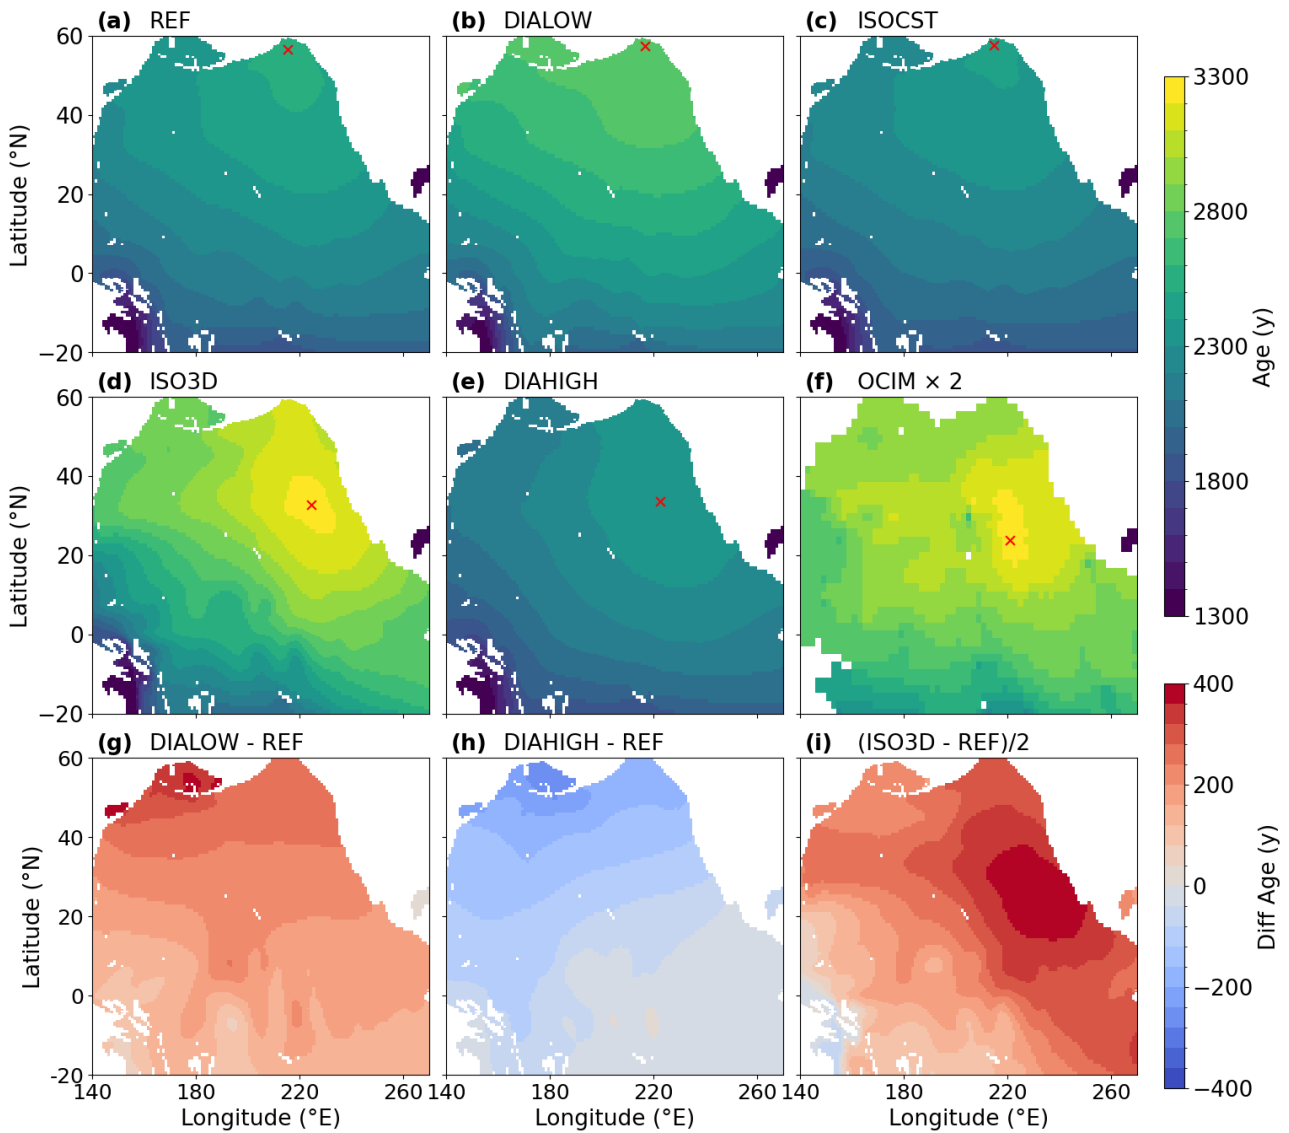 (a) REF
(b) DIALOW
(c) ISOCST
60
40
20
0
−20
Latitude (°N)
3300
2800
2300
1800
1300
Age (y)
(d) ISO3D
(e) DIAHIGH
(f) OCIM × 2
60
40
20
0
−20
Latitude (°N)
(g) DIALOW - REF
(h) DIAHIGH - REF
(i) (ISO3D - REF)/2
60
40
20
0
-20
Latitude (°N)
400
200
0
−200
−400
Diff Age (y)
140 180 220 260
140 180 220 260
140 180 220 260
Longitude (°E)
Longitude (°E)
Longitude (°E)